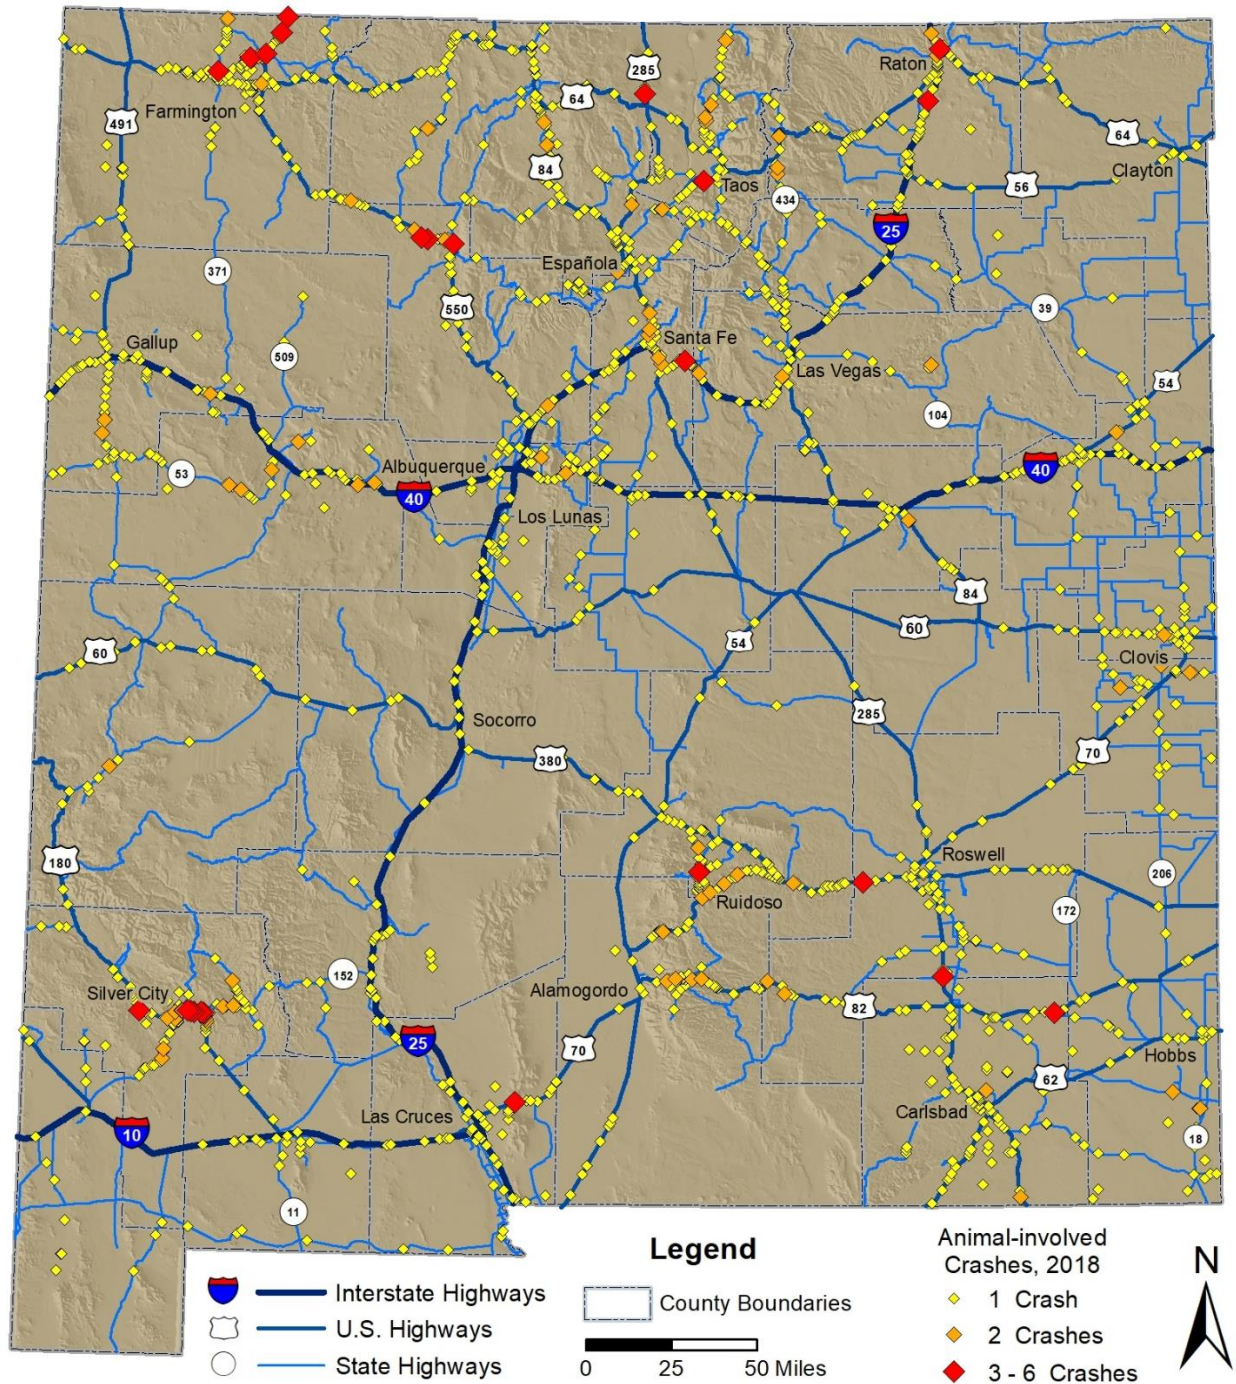 285
Raton
64
Farmington
491
64
84
Clayton
56
Taos
434
25
Española
371
550
39
Santa Fe
Gallup
509
Las Vegas
54
104
Albuquerque
53
40
40
Los Lunas
84
60
54
60
Clovis
285
Socorro
380
70
180
Roswell
206
Ruidoso
172
152
Silver City
Alamogordo
82
25
70
Hobbs
62
Las Cruces
Carlsbad
10
18
11
Legend
Interstate Highways
U.S. Highways
State Highways
County Boundaries
0 25 50 Miles
Animal-involved
Crashes, 2018
1 Crash
2 Crashes
3 - 6 Crashes
N